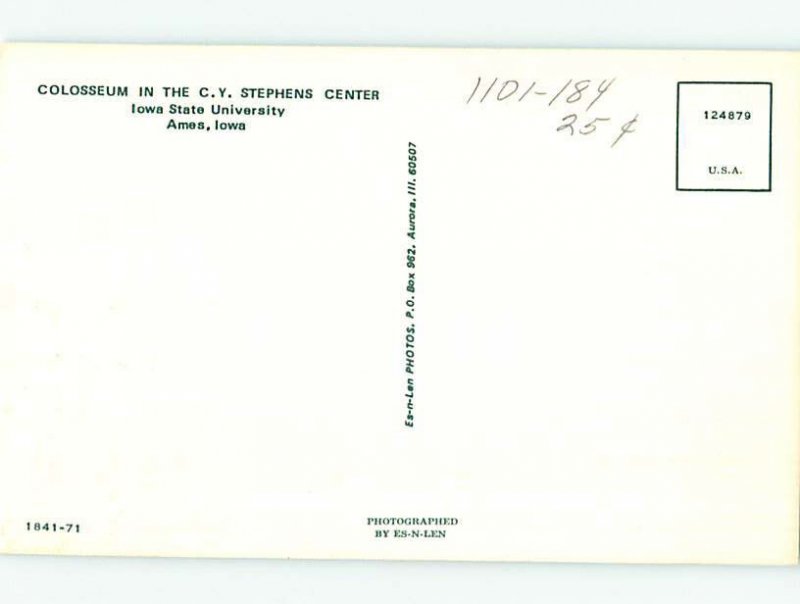 COLOSSEUM IN THE C.Y. STEPHENS CENTER
Iowa State University
Ames, Iowa
1101-184
25 ¢
124879
U.S.A.
Es-n-Len PHOTOS, P.O. Box 962, Aurora, Ill. 60507
1841-71
PHOTOGRAPHED
BY ES-N-LEN